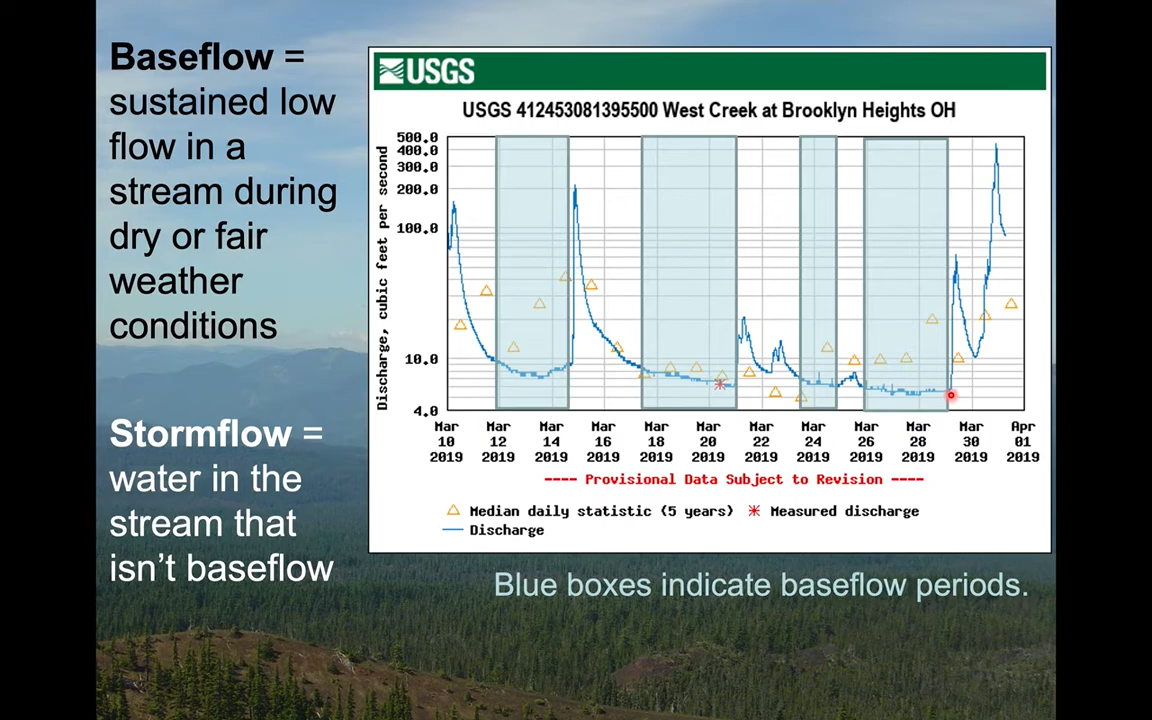 Baseflow =
sustained low
flow in a
stream during
dry or fair
weather
conditions
Stormflow =
water in the
stream that
isn't baseflow
USGS
USGS 412453081395500 West Creek at Brooklyn Heights OH
Discharge, cubic feet per second
500.0
400.0
300.0
200.0
100.0
10.0
4.0
Mar Mar Mar Mar Mar Mar Mar Mar Mar Mar Mar Apr
10 12 14 16 18 20 22 24 26 28 30 01
2019 2019 2019 2019 2019 2019 2019 2019 2019 2019 2019 2019
---- Provisional Data Subject to Revision ----
Median daily statistic (5 years) Measured discharge
Discharge
Blue boxes indicate baseflow periods.